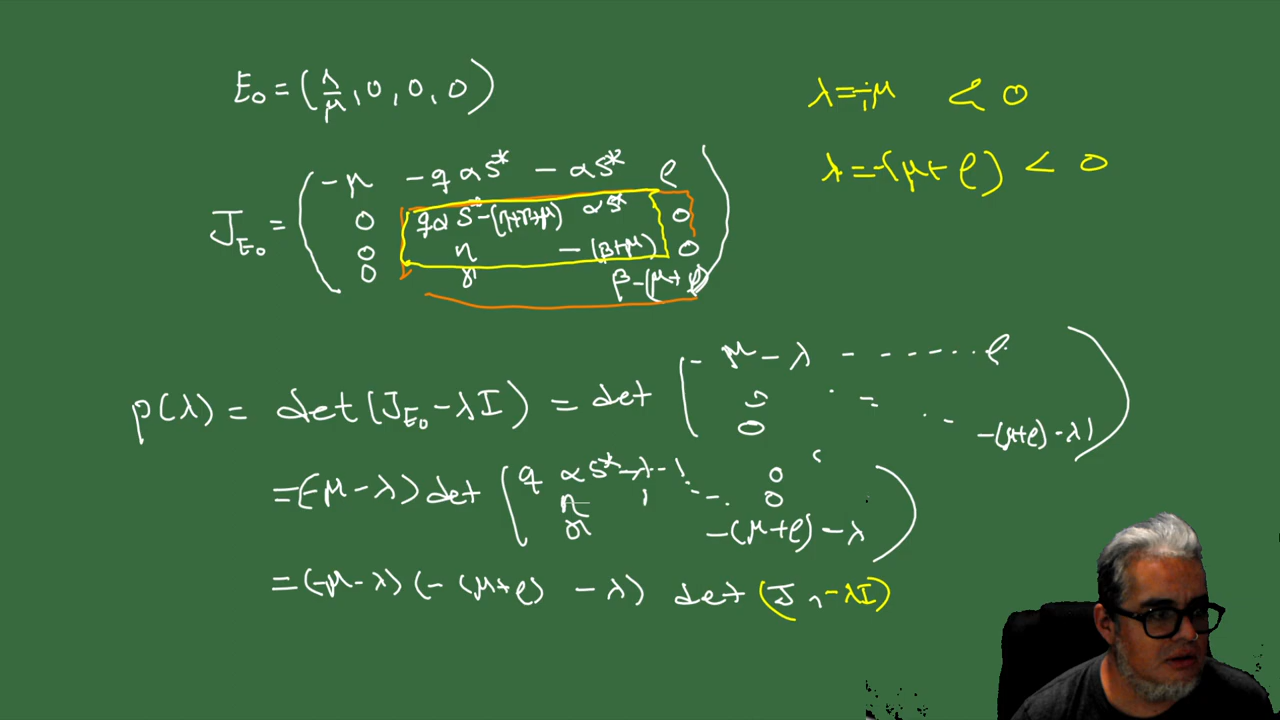 E₀ = (λ/μ, 0, 0, 0)
λ = -μ < 0
λ = -(μ+ρ) < 0
-μ -qαS* -αS* ρ
J_E₀ = 0 qαS*-(η+γ+μ) αS* 0
0 η -(β+μ) 0
0 γ β -(μ+ρ)
p(λ) = det(J_E₀ - λI) = det ( -μ-λ ------ ρ
0
0 -(μ+ρ)-λ )
= (-μ-λ) det ( q αS*-λ-- 0
η 0
γ -(μ+ρ)-λ )
= (-μ-λ)(-(μ+ρ) -λ) det (J₁-λI)